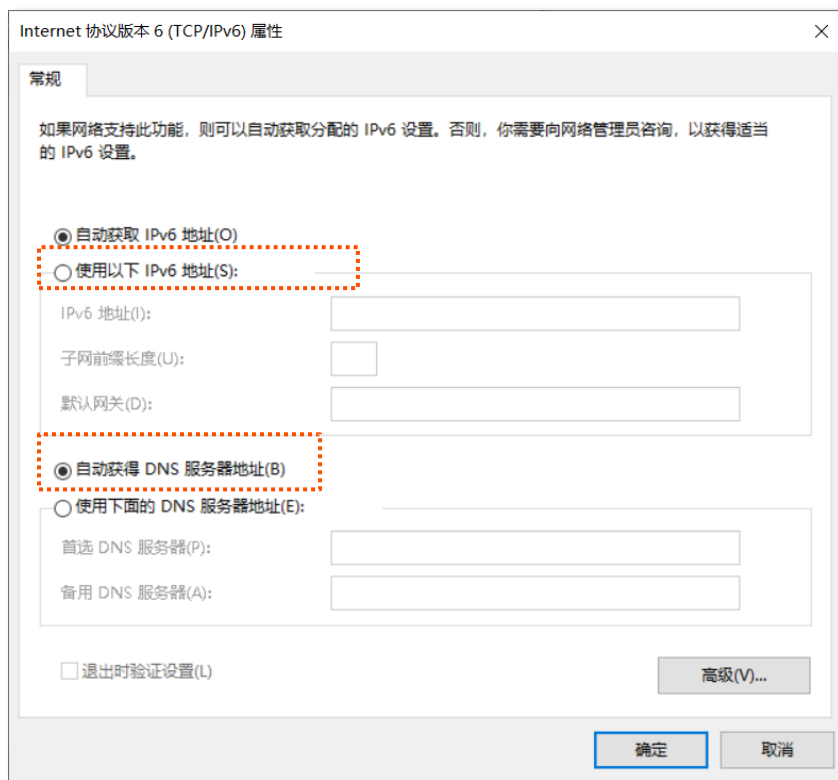 Internet 协议版本 6 (TCP/IPv6) 属性
常规
如果网络支持此功能，则可以自动获取分配的 IPv6 设置。否则，你需要向网络管理员咨询，以获得适当
的 IPv6 设置。
自动获取 IPv6 地址(O)
使用以下 IPv6 地址(S):
IPv6 地址(I):
子网前缀长度(U):
默认网关(D):
自动获得 DNS 服务器地址(B)
使用下面的 DNS 服务器地址(E):
首选 DNS 服务器(P):
备用 DNS 服务器(A):
退出时验证设置(L)
高级(V)...
确定
取消